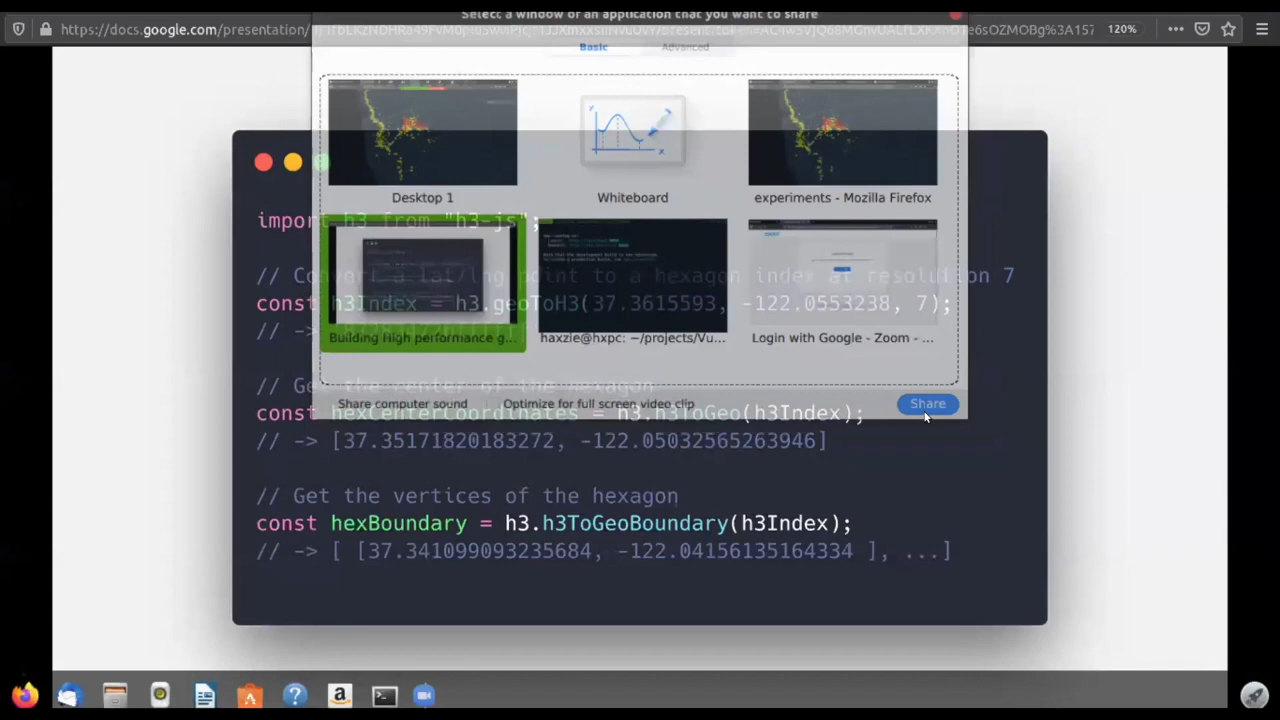 Select a window or an application that you want to share
https://docs.google.com/presentation/
120%
Basic
Advanced
Desktop 1
Whiteboard
experiments - Mozilla Firefox
import h3 from "h3-js";
// Convert a lat/lng point to a hexagon index at resolution 7
const h3Index = h3.geoToH3(37.3615593, -122.0553238, 7);
// ->
Building High performance g...
haxzie@hxpc: ~/projects/Vu...
Login with Google - Zoom - ...
// Get the center of the hexagon
Share computer sound
Optimize for full screen video clip
Share
const hexCenterCoordinates = h3.h3ToGeo(h3Index);
// -> [37.35171820183272, -122.05032565263946]
// Get the vertices of the hexagon
const hexBoundary = h3.h3ToGeoBoundary(h3Index);
// -> [ [37.341099093235684, -122.04156135164334 ], ...]